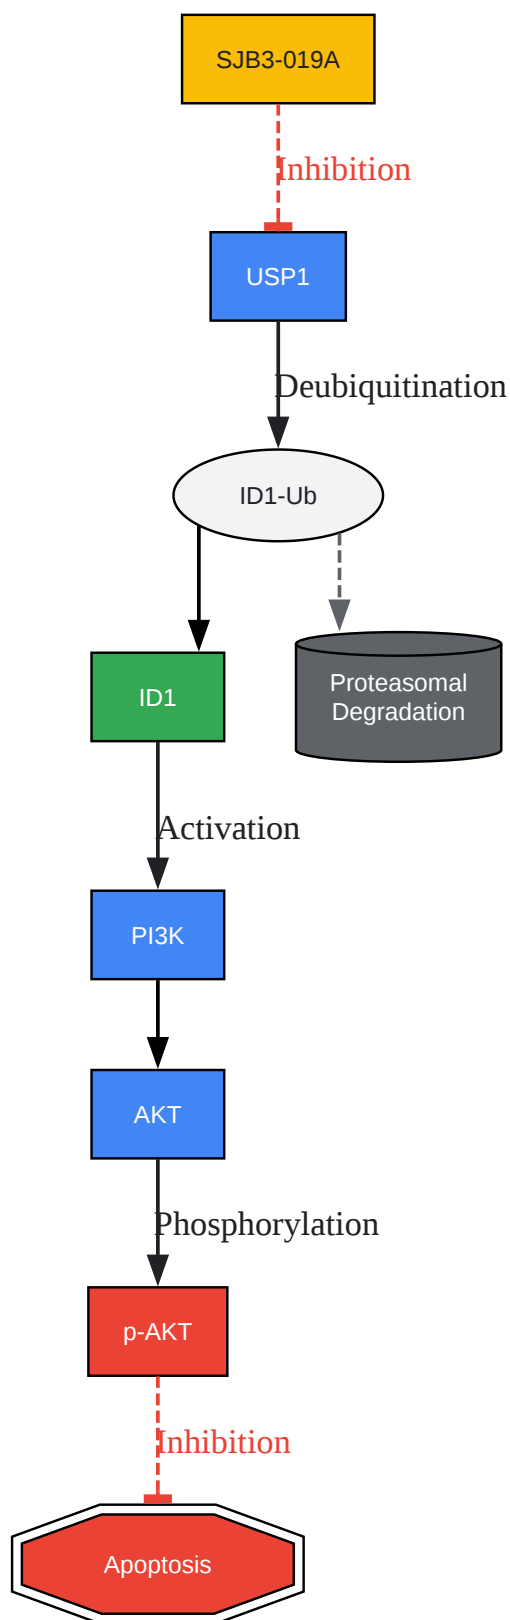 SJB3-019A
Inhibition
USP1
Deubiquitination
ID1-Ub
ID1
Proteasomal
Degradation
Activation
PI3K
AKT
Phosphorylation
p-AKT
Inhibition
Apoptosis